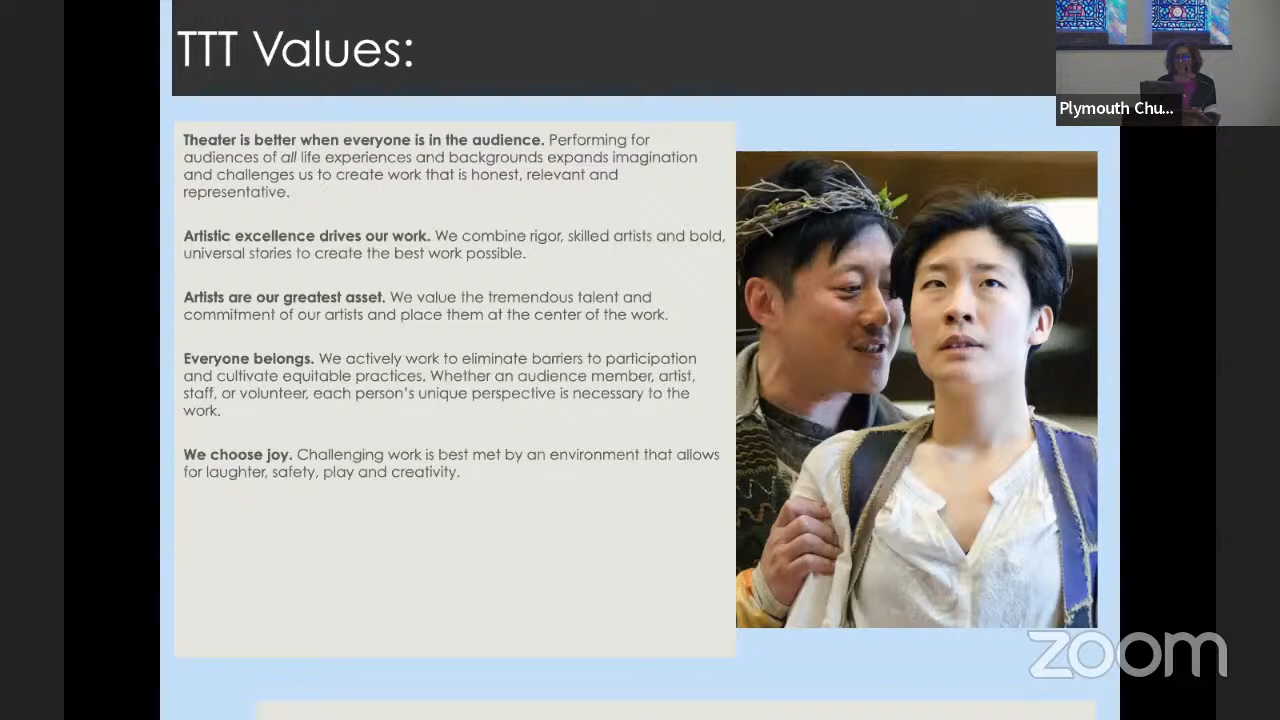 TTT Values:
Plymouth Chu...
Theater is better when everyone is in the audience. Performing for
audiences of all life experiences and backgrounds expands imagination
and challenges us to create work that is honest, relevant and
representative.
Artistic excellence drives our work. We combine rigor, skilled artists and bold,
universal stories to create the best work possible.
Artists are our greatest asset. We value the tremendous talent and
commitment of our artists and place them at the center of the work.
Everyone belongs. We actively work to eliminate barriers to participation
and cultivate equitable practices. Whether an audience member, artist,
staff, or volunteer, each person's unique perspective is necessary to the
work.
We choose joy. Challenging work is best met by an environment that allows
for laughter, safety, play and creativity.
zoom